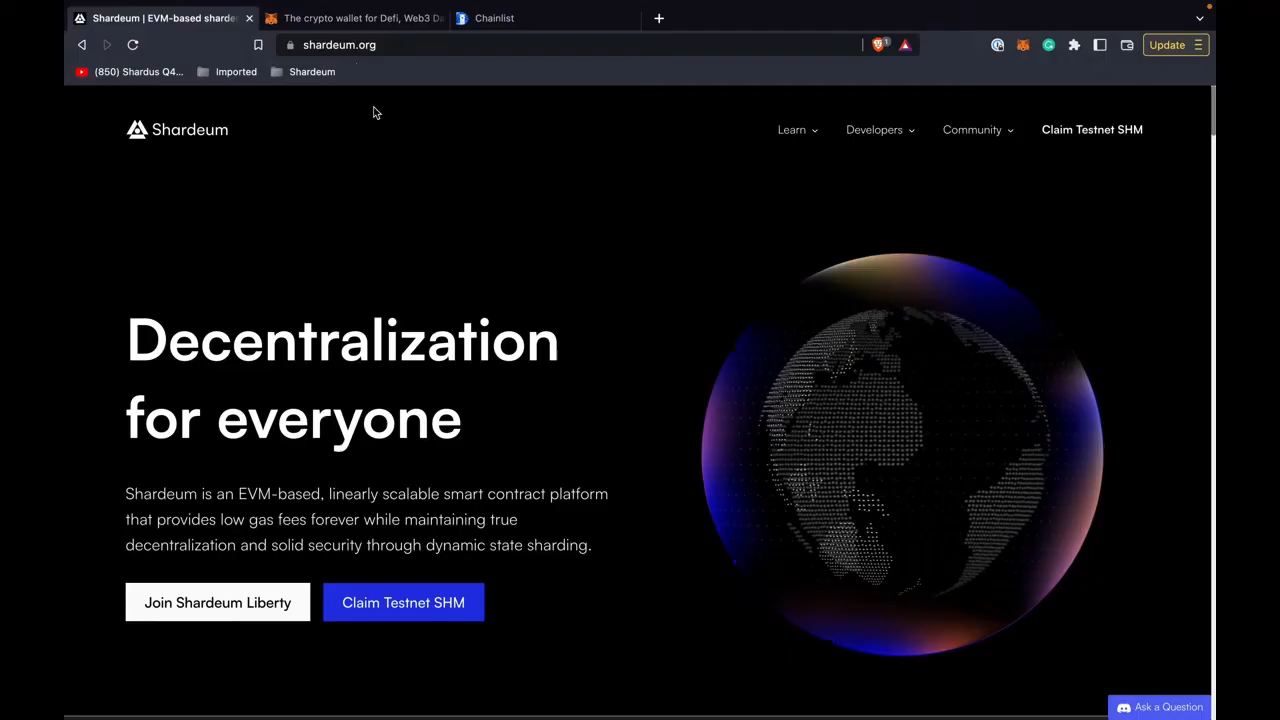 Shardeum | EVM-based sharde
The crypto wallet for Defi, Web3 Da
Chainlist
shardeum.org
1
Update
(850) Shardus Q4...
Imported
Shardeum
Shardeum
Learn
Developers
Community
Claim Testnet SHM
Decentralization
for everyone
Shardeum is an EVM-based, linearly scalable smart contract platform
that provides low gas fees forever while maintaining true
decentralization and solid security through dynamic state sharding.
Join Shardeum Liberty
Claim Testnet SHM
Ask a Question